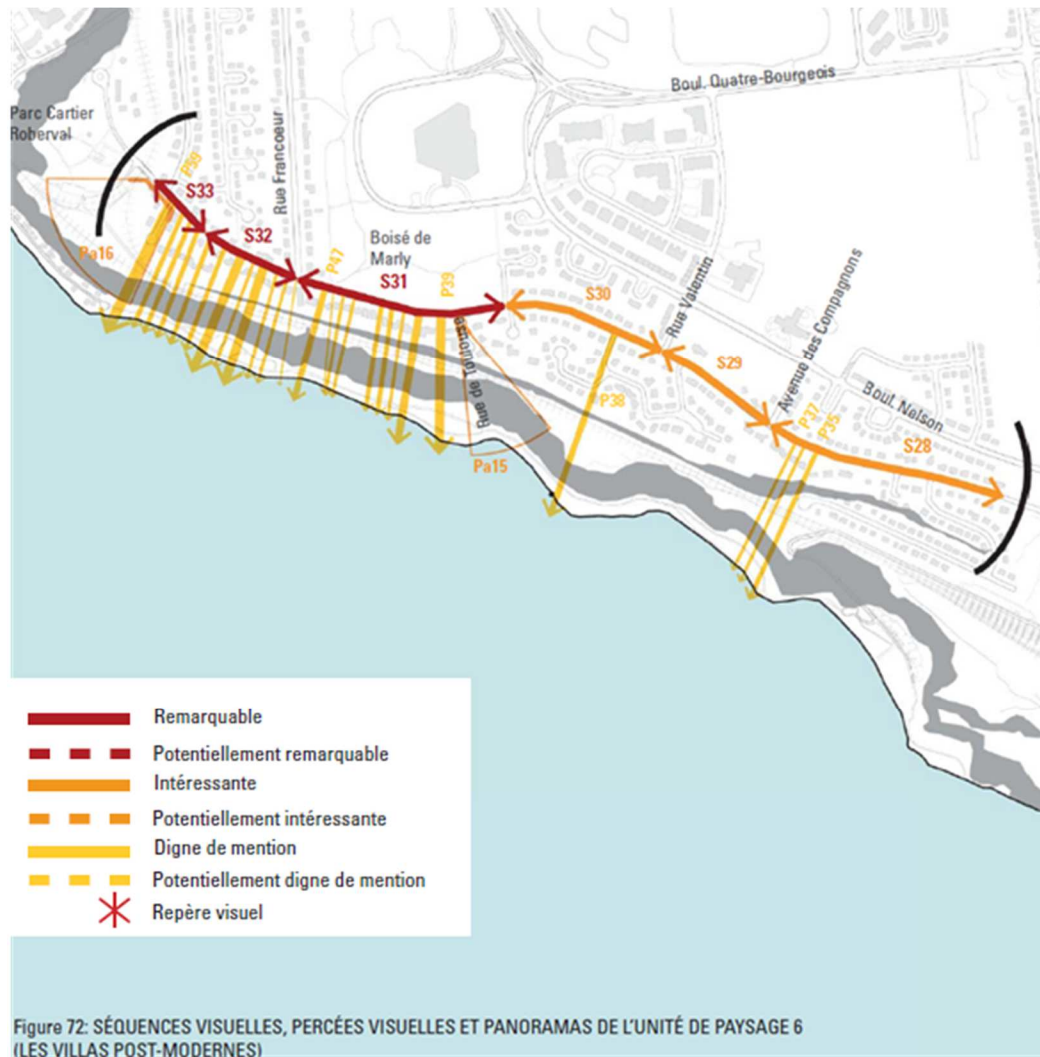 Boul. Quatre-Bourgeois
Parc Cartier
Roberval
P59
S33
Rue Francoeur
S32
Boisé de
Marly
Pa16
P47
S31
P39
S30
Rue Valentin
Avenue des Compagnons
S29
Rue de Toulouse
P38
Boul. Nelson
P37
P35
S28
Pa15
Remarquable
Potentiellement remarquable
Intéressante
Potentiellement intéressante
Digne de mention
Potentiellement digne de mention
Repère visuel
Figure 72: SÉQUENCES VISUELLES, PERCÉES VISUELLES ET PANORAMAS DE L'UNITÉ DE PAYSAGE 6
(LES VILLAS POST-MODERNES)